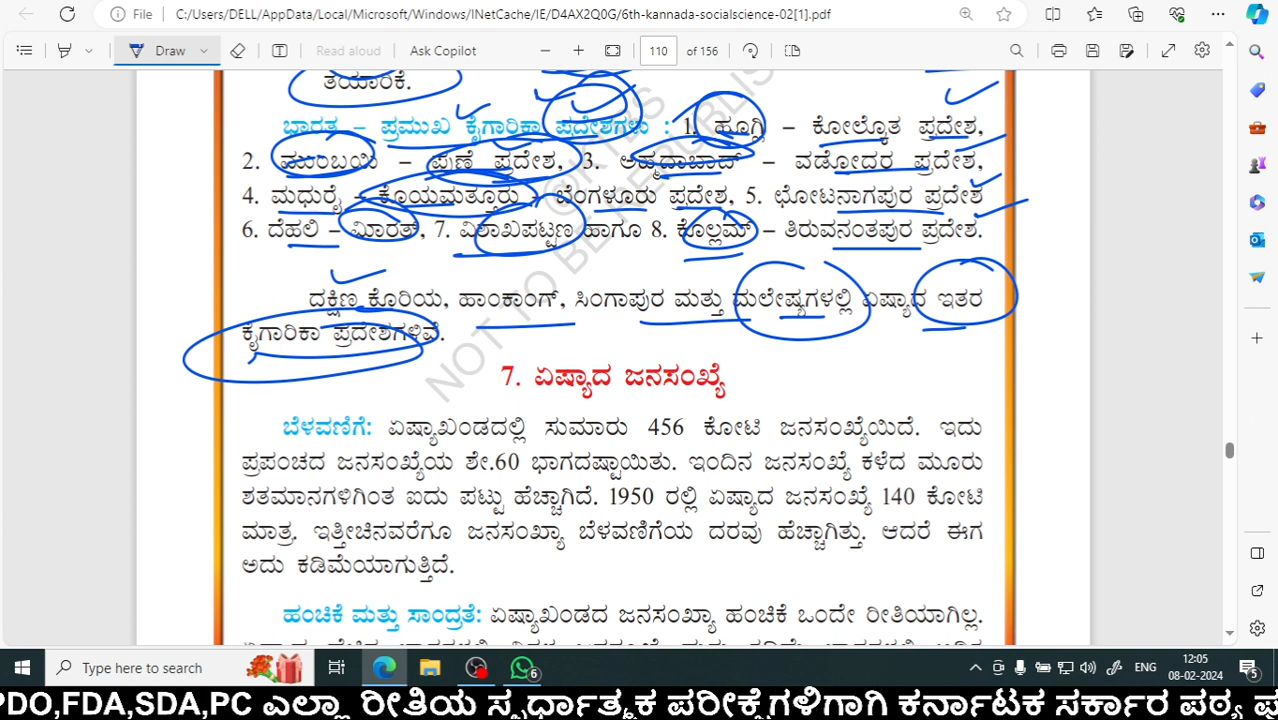 File
C:/Users/DELL/AppData/Local/Microsoft/Windows/INetCache/IE/D4AX2Q0G/6th-kannada-socialscience-02[1].pdf
Draw
Read aloud
Ask Copilot
110 of 156
ತಯಾರಿಕೆ.
ಭಾರತ – ಪ್ರಮುಖ ಕೈಗಾರಿಕಾ ಪ್ರದೇಶಗಳು : 1. ಹೂಗ್ಲಿ – ಕೋಲ್ಕೊತ ಪ್ರದೇಶ,
2. ಮುಂಬಯಿ – ಪುಣೆ ಪ್ರದೇಶ, 3. ಅಹ್ಮದಾಬಾದ್ – ವಡೋದರ ಪ್ರದೇಶ,
4. ಮಧುರೈ – ಕೊಯಮತ್ತೂರು – ಬೆಂಗಳೂರು ಪ್ರದೇಶ, 5. ಛೋಟನಾಗಪುರ ಪ್ರದೇಶ
6. ದೆಹಲಿ – ಮೀರತ್, 7. ವಿಶಾಖಪಟ್ಟಣ ಹಾಗೂ 8. ಕೊಲ್ಲಮ್ – ತಿರುವನಂತಪುರ ಪ್ರದೇಶ.
ದಕ್ಷಿಣ ಕೊರಿಯ, ಹಾಂಕಾಂಗ್, ಸಿಂಗಾಪುರ ಮತ್ತು ಮಲೇಷ್ಯಗಳಲ್ಲಿ ಏಷ್ಯಾದ ಇತರ
ಕೈಗಾರಿಕಾ ಪ್ರದೇಶಗಳಿವೆ.
7. ಏಷ್ಯಾದ ಜನಸಂಖ್ಯೆ
ಬೆಳವಣಿಗೆ: ಏಷ್ಯಾಖಂಡದಲ್ಲಿ ಸುಮಾರು 456 ಕೋಟಿ ಜನಸಂಖ್ಯೆಯಿದೆ. ಇದು
ಪ್ರಪಂಚದ ಜನಸಂಖ್ಯೆಯ ಶೇ.60 ಭಾಗದಷ್ಟಾಯಿತು. ಇಂದಿನ ಜನಸಂಖ್ಯೆ ಕಳೆದ ಮೂರು
ಶತಮಾನಗಳಿಗಿಂತ ಐದು ಪಟ್ಟು ಹೆಚ್ಚಾಗಿದೆ. 1950 ರಲ್ಲಿ ಏಷ್ಯಾದ ಜನಸಂಖ್ಯೆ 140 ಕೋಟಿ
ಮಾತ್ರ. ಇತ್ತೀಚಿನವರೆಗೂ ಜನಸಂಖ್ಯಾ ಬೆಳವಣಿಗೆಯ ದರವು ಹೆಚ್ಚಾಗಿತ್ತು. ಆದರೆ ಈಗ
ಅದು ಕಡಿಮೆಯಾಗುತ್ತಿದೆ.
ಹಂಚಿಕೆ ಮತ್ತು ಸಾಂದ್ರತೆ: ಏಷ್ಯಾಖಂಡದ ಜನಸಂಖ್ಯಾ ಹಂಚಿಕೆ ಒಂದೇ ರೀತಿಯಾಗಿಲ್ಲ.
NOT TO BE REPUBLIS
Type here to search
6
ENG
12:05
08-02-2024
5
PDO,FDA,SDA,PC ಎಲ್ಲಾ ರೀತಿಯ ಸ್ಪರ್ಧಾತ್ಮಕ ಪರೀಕ್ಷೆಗಳಿಗಾಗಿ ಕರ್ನಾಟಕ ಸರ್ಕಾರ ಪಠ್ಯ